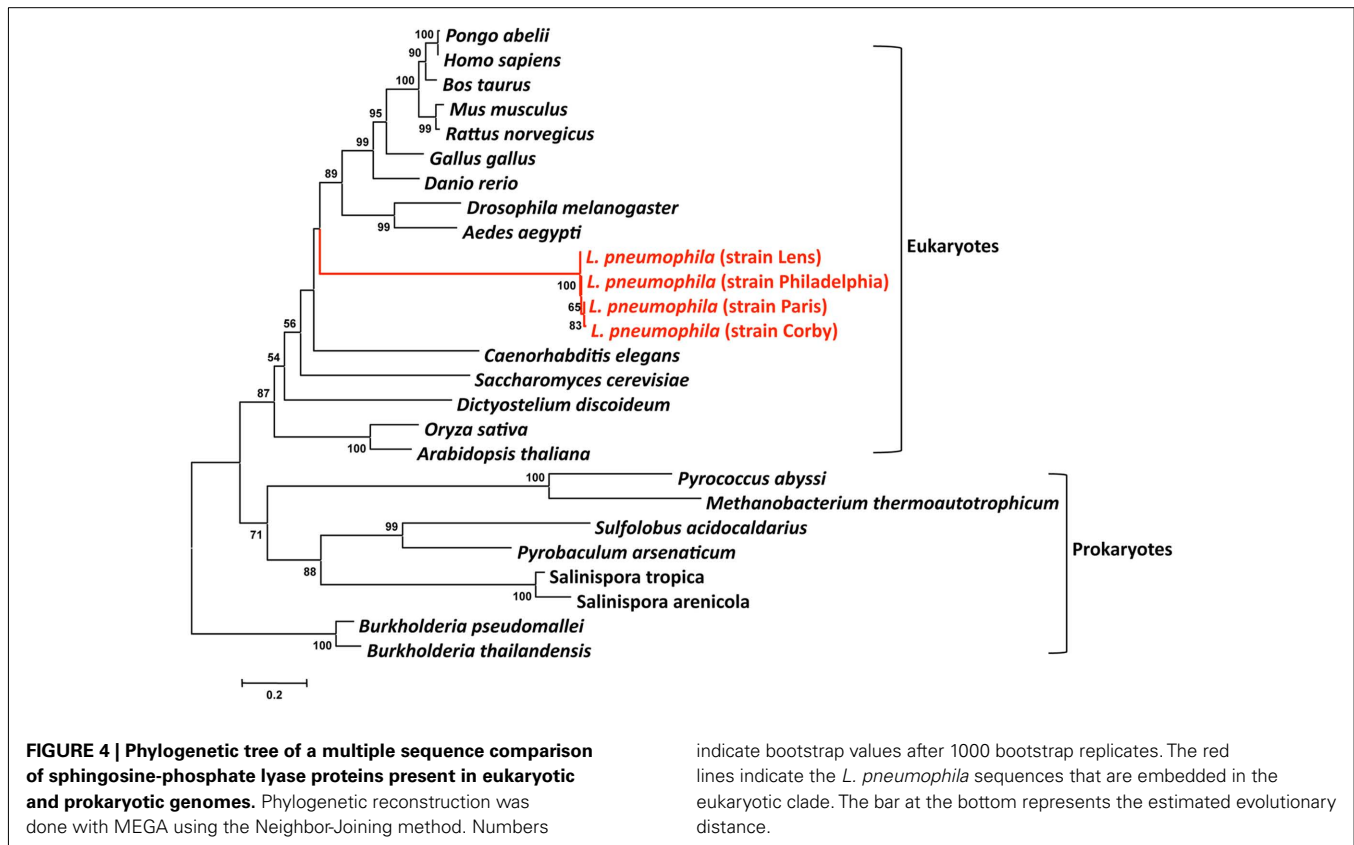 100 Pongo abelii
90 Homo sapiens
100 Bos taurus
Mus musculus
95 99 Rattus norvegicus
99 Gallus gallus
89 Danio rerio
Drosophila melanogaster
99 Aedes aegypti
Eukaryotes
L. pneumophila (strain Lens)
100 L. pneumophila (strain Philadelphia)
65 L. pneumophila (strain Paris)
83 L. pneumophila (strain Corby)
56 Caenorhabditis elegans
54 Saccharomyces cerevisiae
87 Dictyostelium discoideum
Oryza sativa
100 Arabidopsis thaliana
100 Pyrococcus abyssi
Methanobacterium thermoautotrophicum
99 Sulfolobus acidocaldarius
71 Pyrobaculum arsenaticum
Prokaryotes
88 Salinispora tropica
100 Salinispora arenicola
Burkholderia pseudomallei
100 Burkholderia thailandensis
0.2
FIGURE 4 | Phylogenetic tree of a multiple sequence comparison
of sphingosine-phosphate lyase proteins present in eukaryotic
and prokaryotic genomes. Phylogenetic reconstruction was
done with MEGA using the Neighbor-Joining method. Numbers
indicate bootstrap values after 1000 bootstrap replicates. The red
lines indicate the L. pneumophila sequences that are embedded in the
eukaryotic clade. The bar at the bottom represents the estimated evolutionary
distance.